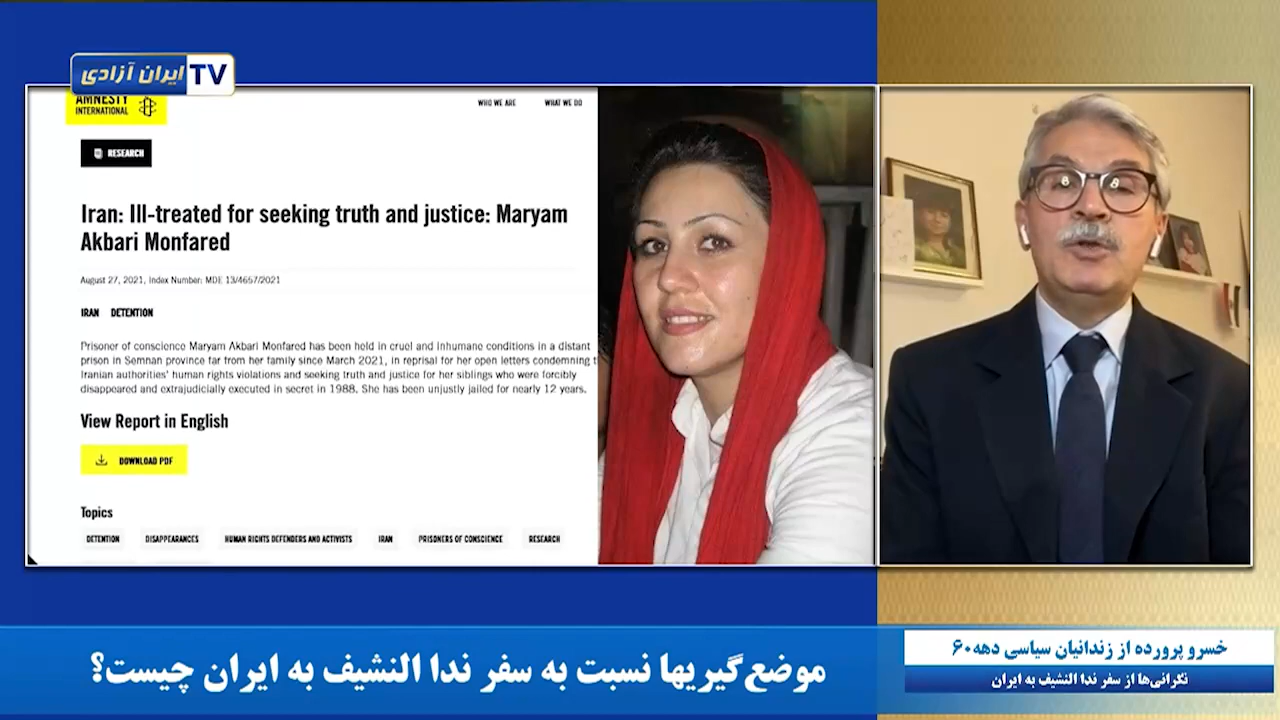 ایران آزادی TV
AMNESTY
INTERNATIONAL
WHO WE ARE
WHAT WE DO
RESEARCH
Iran: Ill-treated for seeking truth and justice: Maryam
Akbari Monfared
August 27, 2021, Index Number: MDE 13/4657/2021
IRAN DETENTION
Prisoner of conscience Maryam Akbari Monfared has been held in cruel and inhumane conditions in a distant
prison in Semnan province far from her family since March 2021, in reprisal for her open letters condemning t
Iranian authorities' human rights violations and seeking truth and justice for her siblings who were forcibly
disappeared and extrajudicially executed in secret in 1988. She has been unjustly jailed for nearly 12 years.
View Report in English
DOWNLOAD PDF
Topics
DETENTION DISAPPEARANCES HUMAN RIGHTS DEFENDERS AND ACTIVISTS IRAN PRISONERS OF CONSCIENCE RESEARCH
خسرو پرورده از زندانیان سیاسی دهه۶۰
نگرانی‌ها از سفر ندا النشیف به ایران
موضع‌گیریها نسبت به سفر ندا النشیف به ایران چیست؟